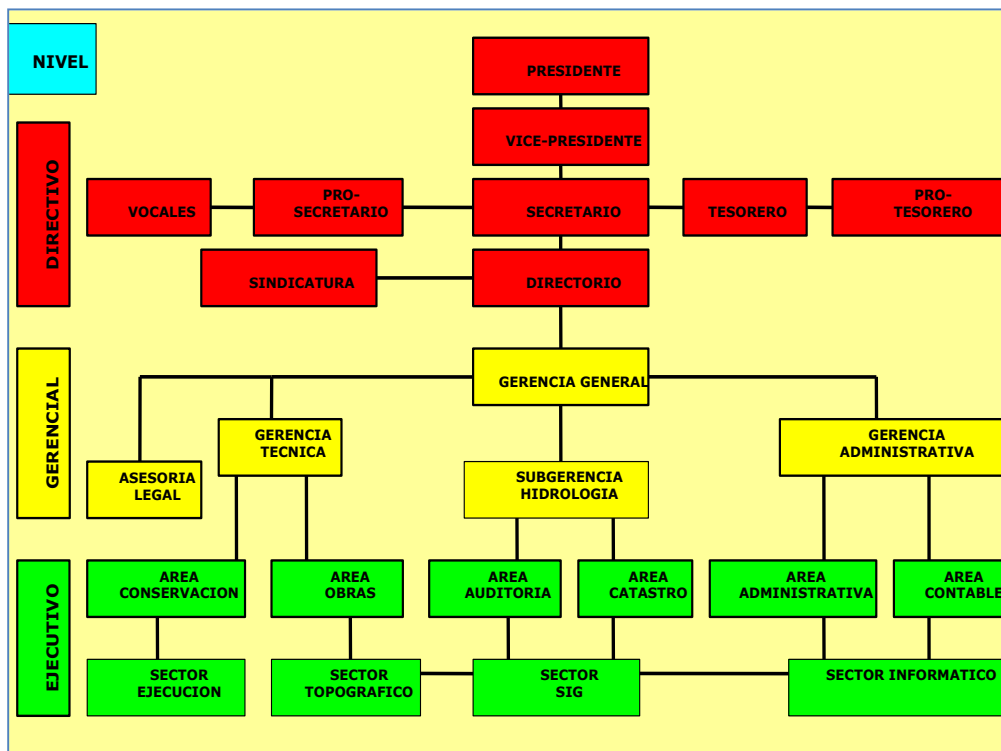 NIVEL
PRESIDENTE
VICE-PRESIDENTE
DIRECTIVO
VOCALES
PRO-
SECRETARIO
SECRETARIO
TESORERO
PRO-
TESORERO
SINDICATURA
DIRECTORIO
GERENCIAL
GERENCIA GENERAL
ASESORIA
LEGAL
GERENCIA
TECNICA
SUBGERENCIA
HIDROLOGIA
GERENCIA
ADMINISTRATIVA
EJECUTIVO
AREA
CONSERVACION
AREA
OBRAS
AREA
AUDITORIA
AREA
CATASTRO
AREA
ADMINISTRATIVA
AREA
CONTABLE
SECTOR
EJECUCION
SECTOR
TOPOGRAFICO
SECTOR
SIG
SECTOR INFORMATICO